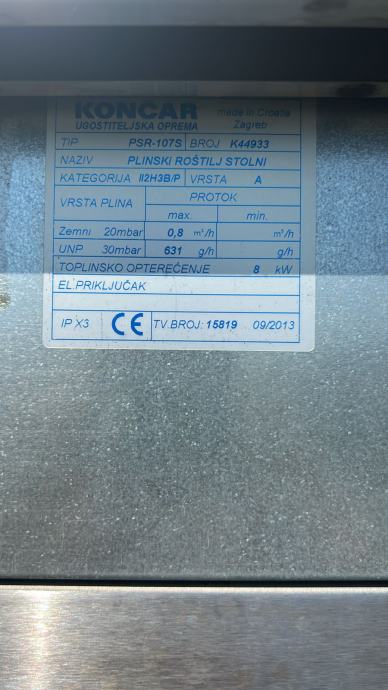 KONČAR
UGOSTITELJSKA OPREMA
made in Croatia
Zagreb
TIP PSR-107S BROJ K44933
NAZIV PLINSKI ROŠTILJ STOLNI
KATEGORIJA II2H3B/P VRSTA A
VRSTA PLINA PROTOK
max. min.
Zemni 20mbar 0,8 m³/h m³/h
UNP 30mbar 631 g/h g/h
TOPLINSKO OPTEREĆENJE 8 kW
EL.PRIKLJUČAK
IP X3 CE TV.BROJ: 15819 09/2013